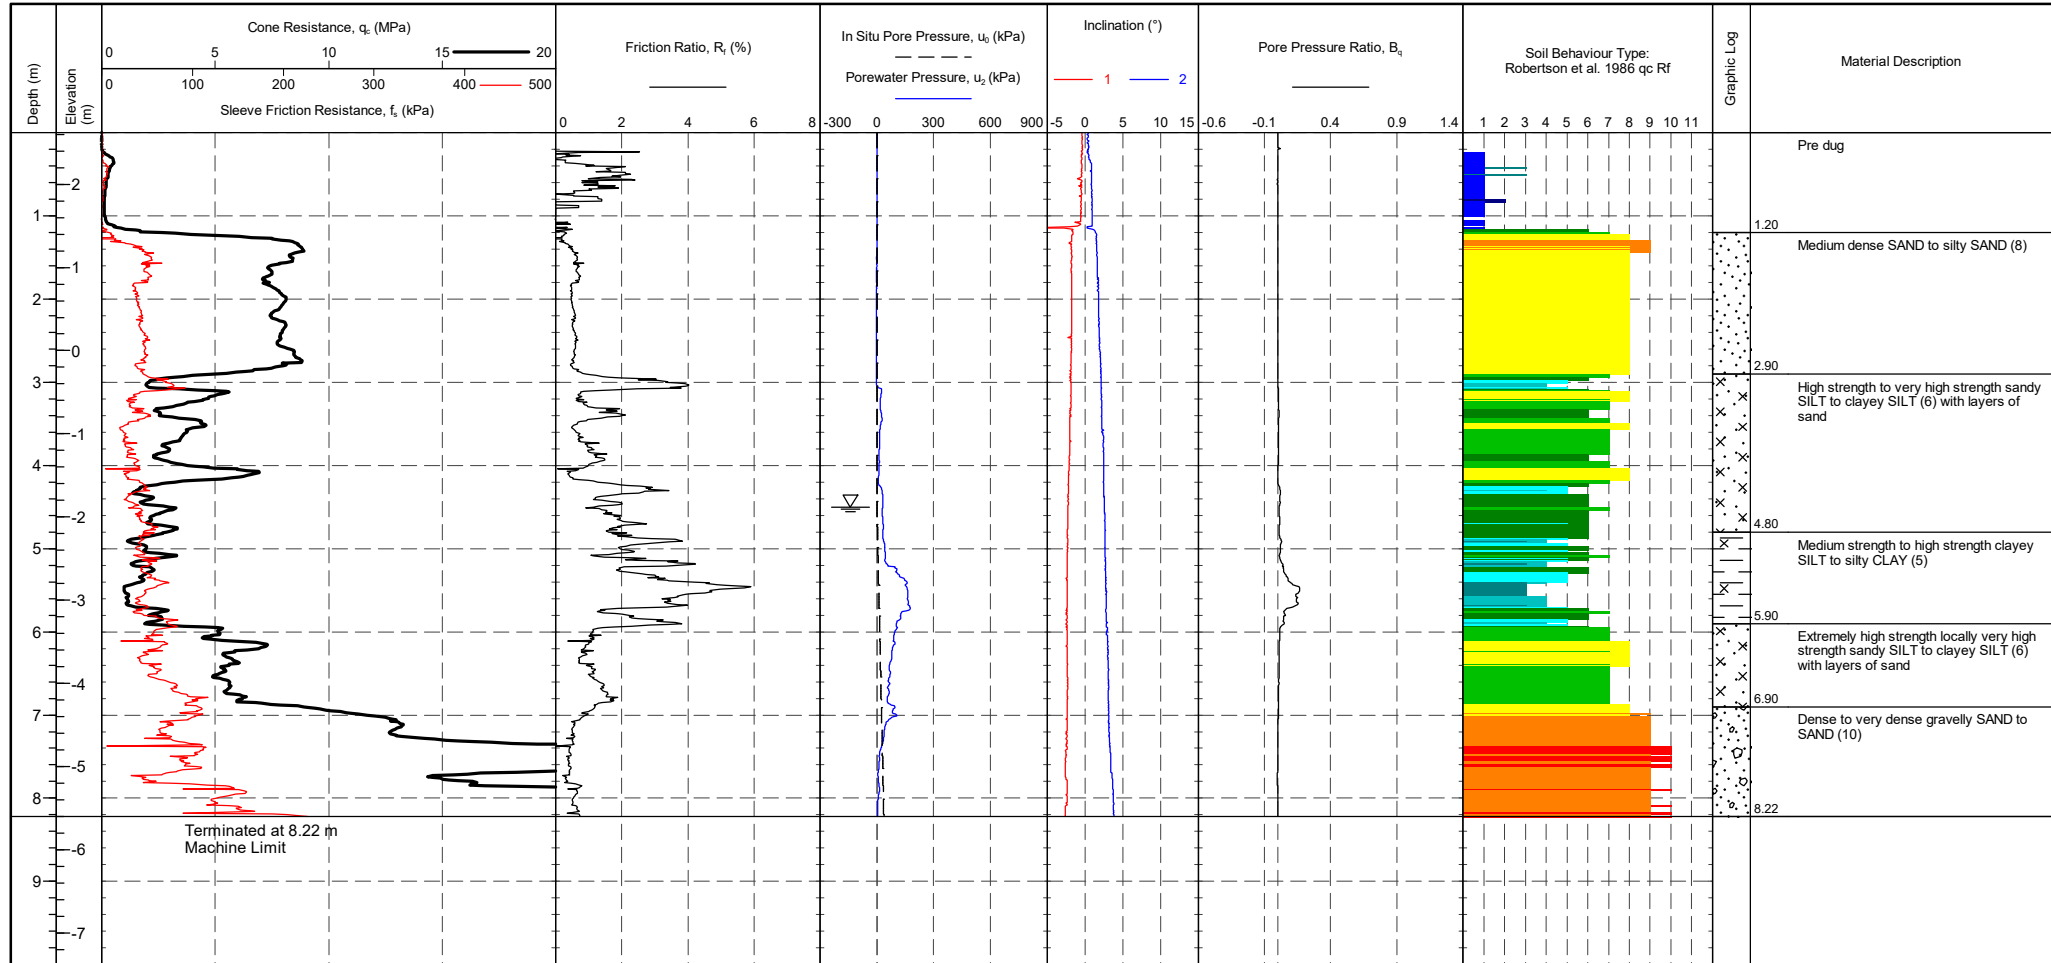 Depth (m)
Elevation (m)
Cone Resistance, qc (MPa)
0 5 10 15 20
100 200 300 400 500
Sleeve Friction Resistance, fs (kPa)
Friction Ratio, Rf (%)
0 2 4 6 8
In Situ Pore Pressure, u0 (kPa)
Porewater Pressure, u2 (kPa)
-300 0 300 600 900
Inclination (°)
1 2
-5 0 5 10 15
Pore Pressure Ratio, Bq
-0.6 -0.1 0.4 0.9 1.4
Soil Behaviour Type:
Robertson et al. 1986 qc Rf
1 2 3 4 5 6 7 8 9 10 11
Graphic Log
Material Description
1
2
3
4
5
6
7
8
9
2
1
0
-1
-2
-3
-4
-5
-6
-7
Pre dug
1.20
Medium dense SAND to silty SAND (8)
2.90
High strength to very high strength sandy
SILT to clayey SILT (6) with layers of
sand
4.80
Medium strength to high strength clayey
SILT to silty CLAY (5)
5.90
Extremely high strength locally very high
strength sandy SILT to clayey SILT (6)
with layers of sand
6.90
Dense to very dense gravelly SAND to
SAND (10)
8.22
Terminated at 8.22 m
Machine Limit